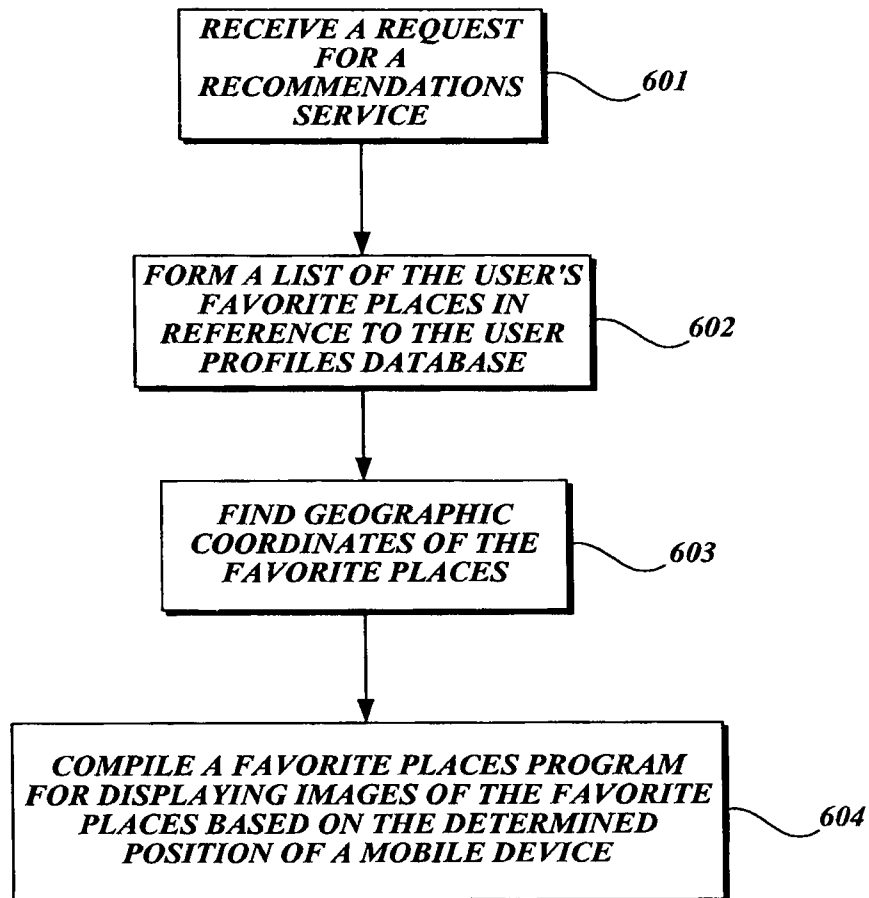 RECEIVE A REQUEST
FOR A
RECOMMENDATIONS
SERVICE
601
FORM A LIST OF THE USER'S
FAVORITE PLACES IN
REFERENCE TO THE USER
PROFILES DATABASE
602
FIND GEOGRAPHIC
COORDINATES OF THE
FAVORITE PLACES
603
COMPILE A FAVORITE PLACES PROGRAM
FOR DISPLAYING IMAGES OF THE FAVORITE
PLACES BASED ON THE DETERMINED
POSITION OF A MOBILE DEVICE
604